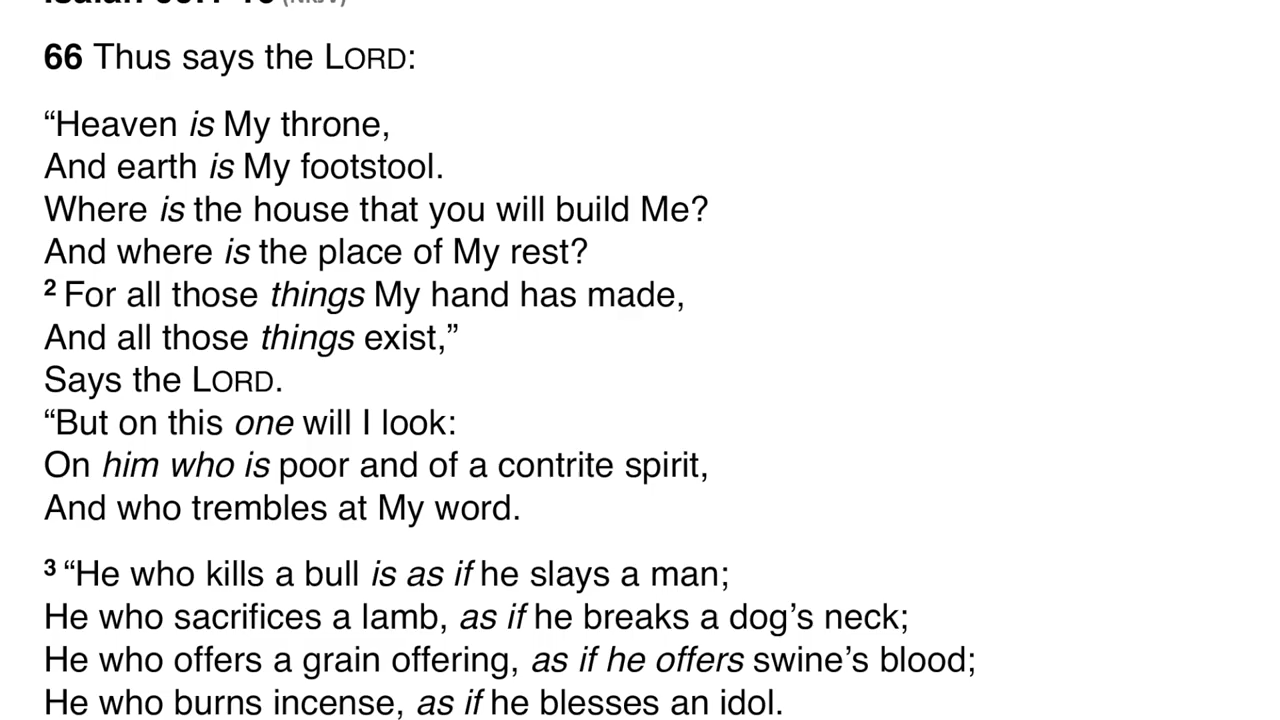 66 Thus says the LORD:
“Heaven is My throne,
And earth is My footstool.
Where is the house that you will build Me?
And where is the place of My rest?
2 For all those things My hand has made,
And all those things exist,”
Says the LORD.
“But on this one will I look:
On him who is poor and of a contrite spirit,
And who trembles at My word.
3 “He who kills a bull is as if he slays a man;
He who sacrifices a lamb, as if he breaks a dog’s neck;
He who offers a grain offering, as if he offers swine’s blood;
He who burns incense, as if he blesses an idol.